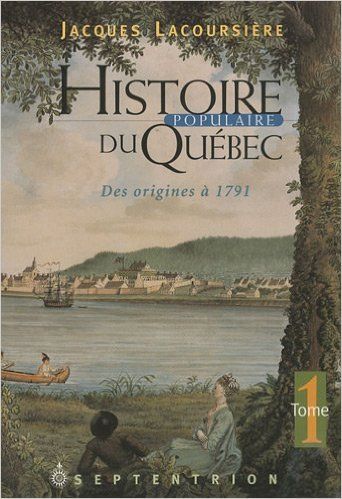 JACQUES LACOURSIÈRE
HISTOIRE
POPULAIRE
DU QUÉBEC
Des origines à 1791
1
Tome
SEPTENTRION